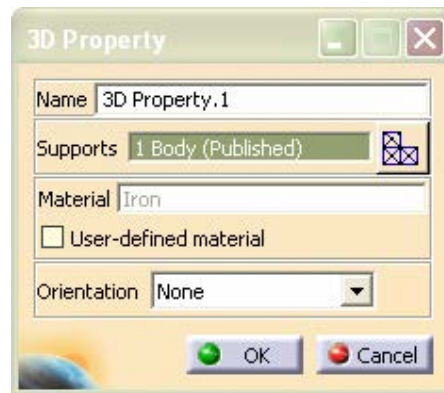 3D Property
Name 3D Property.1
Supports 1 Body (Published)
Material Iron
User-defined material
Orientation None
OK Cancel